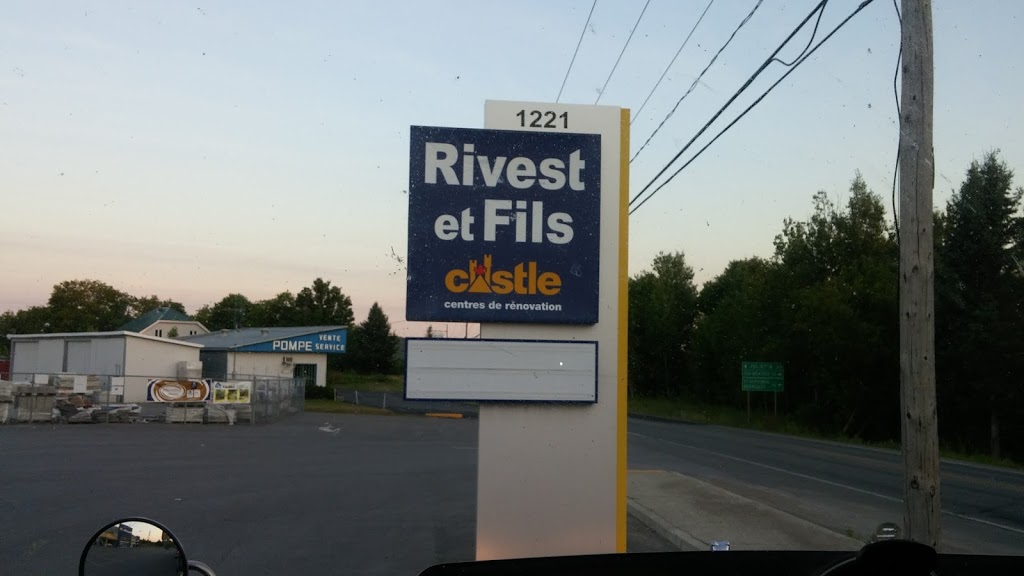 1221
Rivest
et Fils
castle
centres de rénovation
POMPE
VENTE
SERVICE